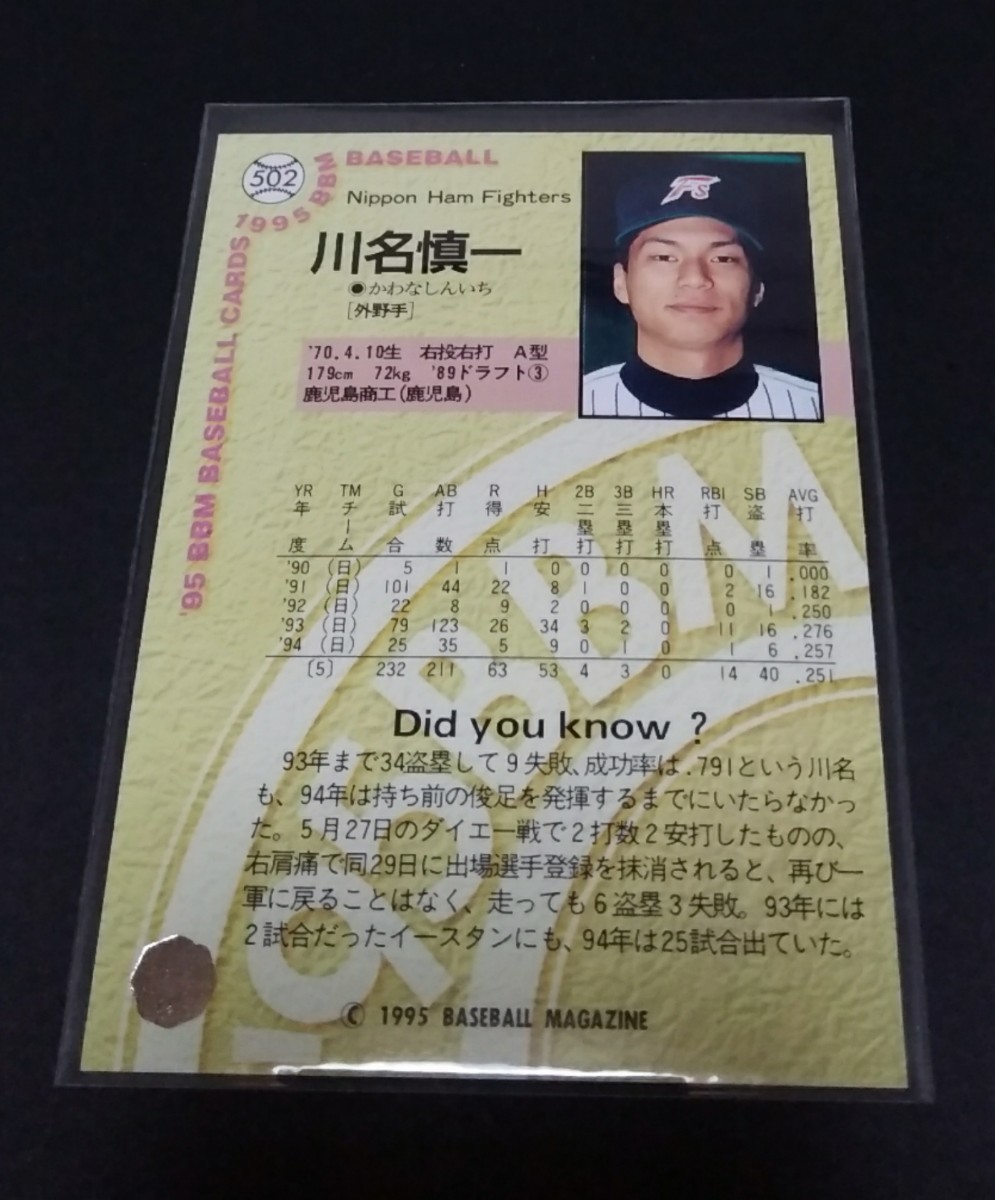 502
'95 BBM BASEBALL CARDS 1995 BBM BASEBALL
Nippon Ham Fighters
Fs
川名慎一
●かわなしんいち
[外野手]
'70.4.10生 右投右打 A型
179cm 72kg '89ドラフト③
鹿児島商工(鹿児島)
YR TM G AB R H 2B 3B HR RBI SB AVG
年度 チーム 試合 打数 得点 安打 二塁打 三塁打 本塁打 打点 盗塁 打率
'90 (日) 5 1 1 0 0 0 0 0 1 .000
'91 (日) 101 44 22 8 1 0 0 2 16 .182
'92 (日) 22 8 9 2 0 0 0 0 1 .250
'93 (日) 79 123 26 34 3 2 0 11 16 .276
'94 (日) 25 35 5 9 0 1 0 1 6 .257
[5] 232 211 63 53 4 3 0 14 40 .251
Did you know ?
93年まで34盗塁して9失敗、成功率は.791という川名
も、94年は持ち前の俊足を発揮するまでにいたらなかっ
た。5月27日のダイエー戦で2打数2安打したものの、
右肩痛で同29日に出場選手登録を抹消されると、再び一
軍に戻ることはなく、走っても6盗塁3失敗。93年には
2試合だったイースタンにも、94年は25試合出ていた。
© 1995 BASEBALL MAGAZINE